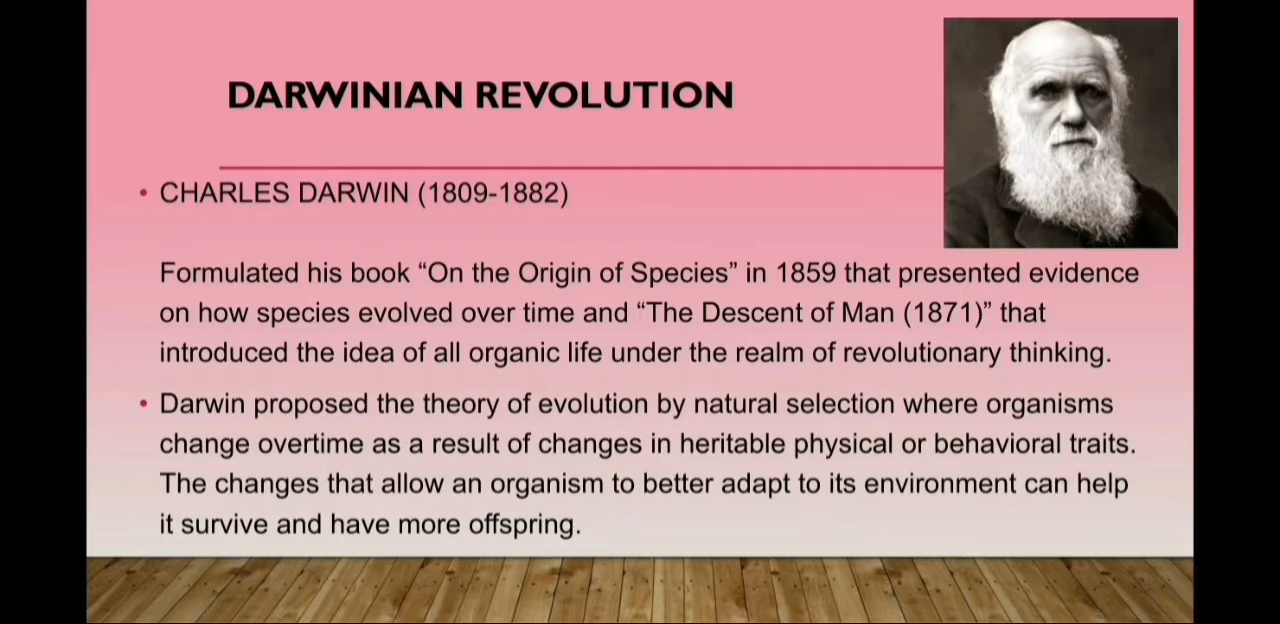 DARWINIAN REVOLUTION
• CHARLES DARWIN (1809-1882)
Formulated his book “On the Origin of Species” in 1859 that presented evidence
on how species evolved over time and “The Descent of Man (1871)” that
introduced the idea of all organic life under the realm of revolutionary thinking.
• Darwin proposed the theory of evolution by natural selection where organisms
change overtime as a result of changes in heritable physical or behavioral traits.
The changes that allow an organism to better adapt to its environment can help
it survive and have more offspring.